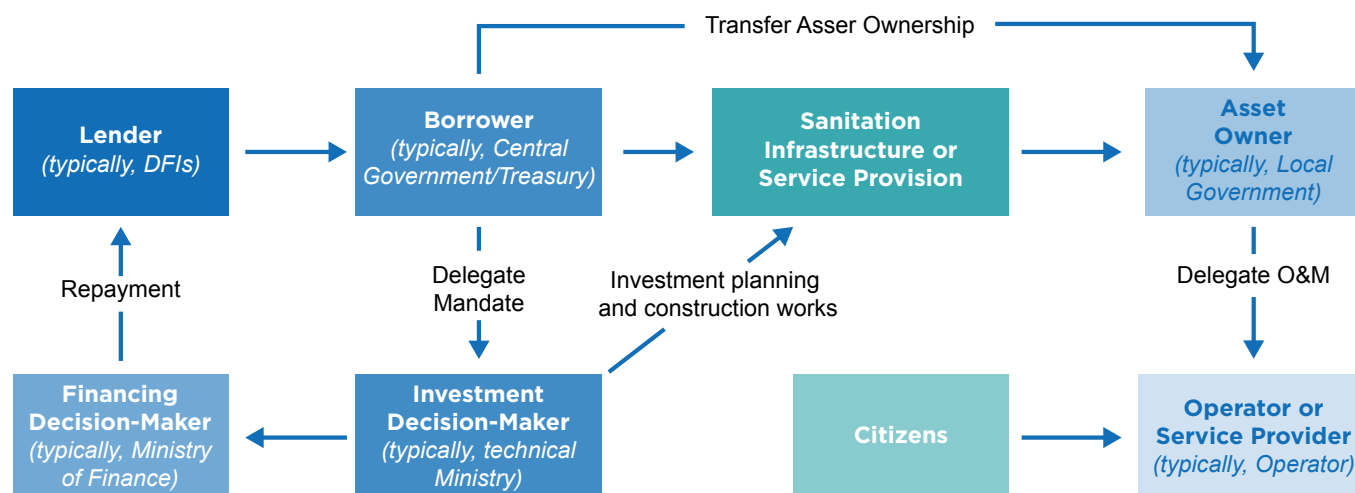 Transfer Asser Ownership
Lender
(typically, DFIs)
Borrower
(typically, Central
Government/Treasury)
Sanitation
Infrastructure or
Service Provision
Asset
Owner
(typically, Local
Government)
Repayment
Delegate
Mandate
Investment planning
and construction works
Delegate O&M
Financing
Decision-Maker
(typically, Ministry
of Finance)
Investment
Decision-Maker
(typically, technical
Ministry)
Citizens
Operator or
Service Provider
(typically, Operator)